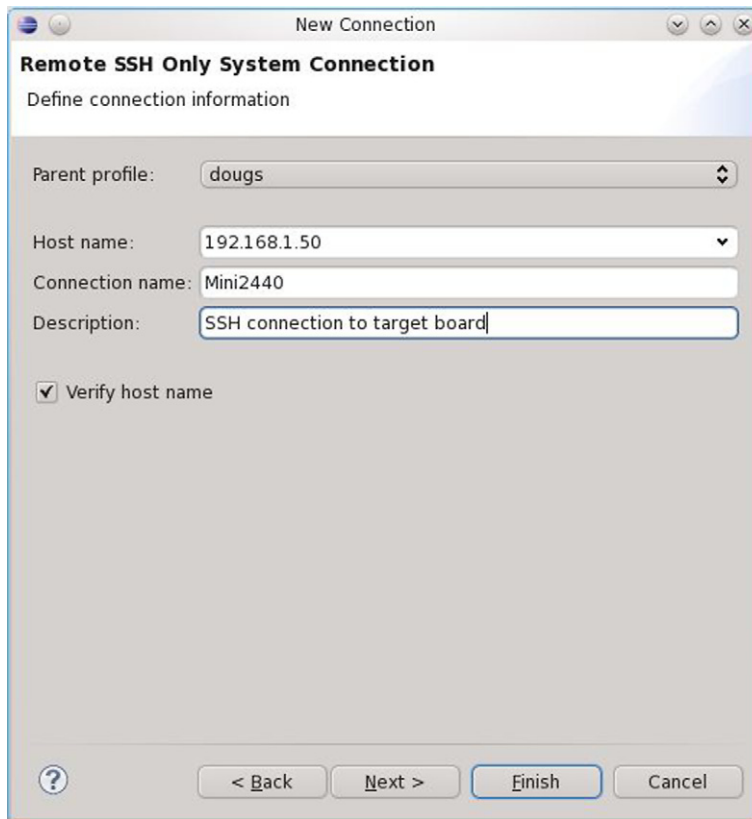 New Connection
Remote SSH Only System Connection
Define connection information
Parent profile: dougs
Host name: 192.168.1.50
Connection name: Mini2440
Description: SSH connection to target board
Verify host name
? < Back Next > Finish Cancel